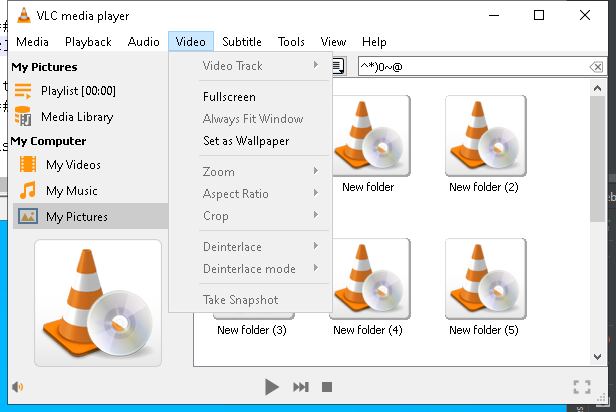 VLC media player
Media Playback Audio Video Subtitle Tools View Help
My Pictures
Playlist [00:00]
Media Library
My Computer
My Videos
My Music
My Pictures
Video Track
Fullscreen
Always Fit Window
Set as Wallpaper
Zoom
Aspect Ratio
Crop
Deinterlace
Deinterlace mode
Take Snapshot
^*)0~@
New folder New folder (2)
New folder (3) New folder (4) New folder (5)